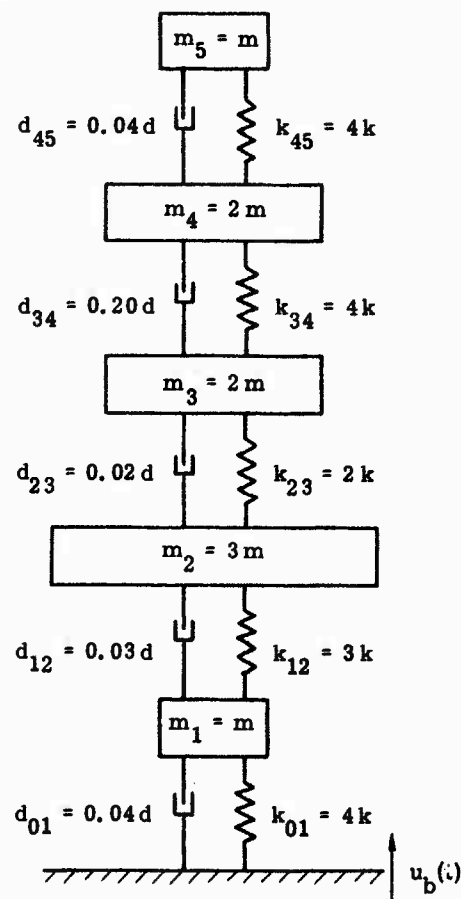 m₅ = m
d₄₅ = 0.04 d
k₄₅ = 4 k
m₄ = 2 m
d₃₄ = 0.20 d
k₃₄ = 4 k
m₃ = 2 m
d₂₃ = 0.02 d
k₂₃ = 2 k
m₂ = 3 m
d₁₂ = 0.03 d
k₁₂ = 3 k
m₁ = m
d₀₁ = 0.04 d
k₀₁ = 4 k
u_b(t)